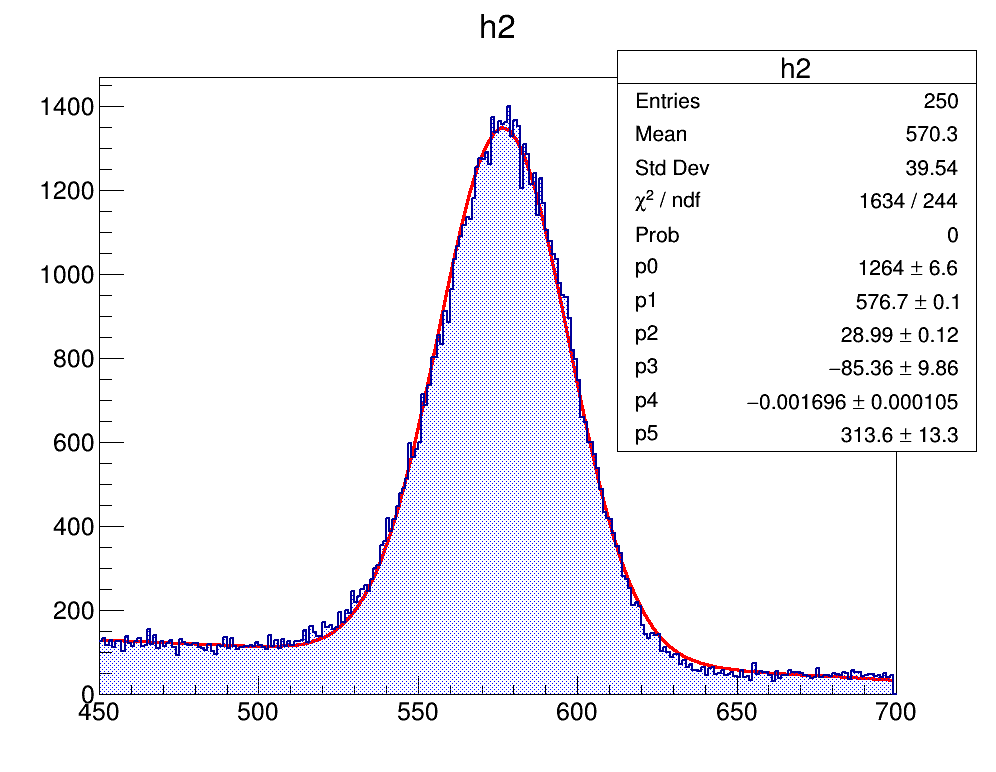 h2
h2
Entries 250
Mean 570.3
Std Dev 39.54
χ² / ndf 1634 / 244
Prob 0
p0 1264 ± 6.6
p1 576.7 ± 0.1
p2 28.99 ± 0.12
p3 −85.36 ± 9.86
p4 −0.001696 ± 0.000105
p5 313.6 ± 13.3
1400
1200
1000
800
600
400
200
0
450 500 550 600 650 700